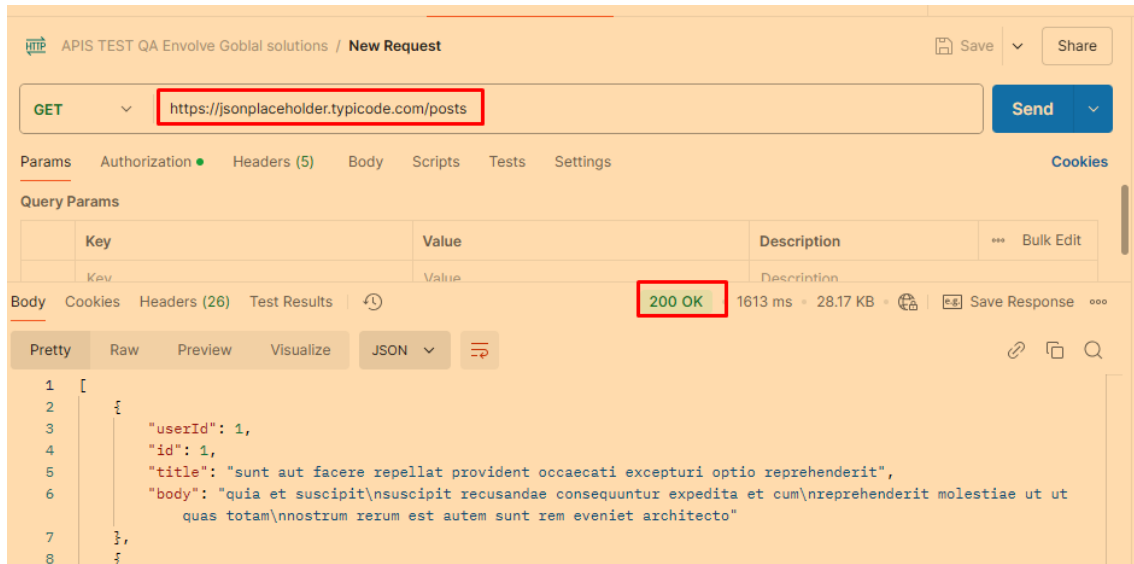 HTTP APIS TEST QA Envolve Goblal solutions / New Request Save Share
GET https://jsonplaceholder.typicode.com/posts Send
Params Authorization Headers (5) Body Scripts Tests Settings Cookies
Query Params
Key Value Description ••• Bulk Edit
Key Value Description
Body Cookies Headers (26) Test Results 200 OK • 1613 ms • 28.17 KB • e.g. Save Response
Pretty Raw Preview Visualize JSON
1 [
2 {
3 "userId": 1,
4 "id": 1,
5 "title": "sunt aut facere repellat provident occaecati excepturi optio reprehenderit",
6 "body": "quia et suscipit\nsuscipit recusandae consequuntur expedita et cum\nreprehenderit molestiae ut ut
quas totam\nnostrum rerum est autem sunt rem eveniet architecto"
7 },
8 {